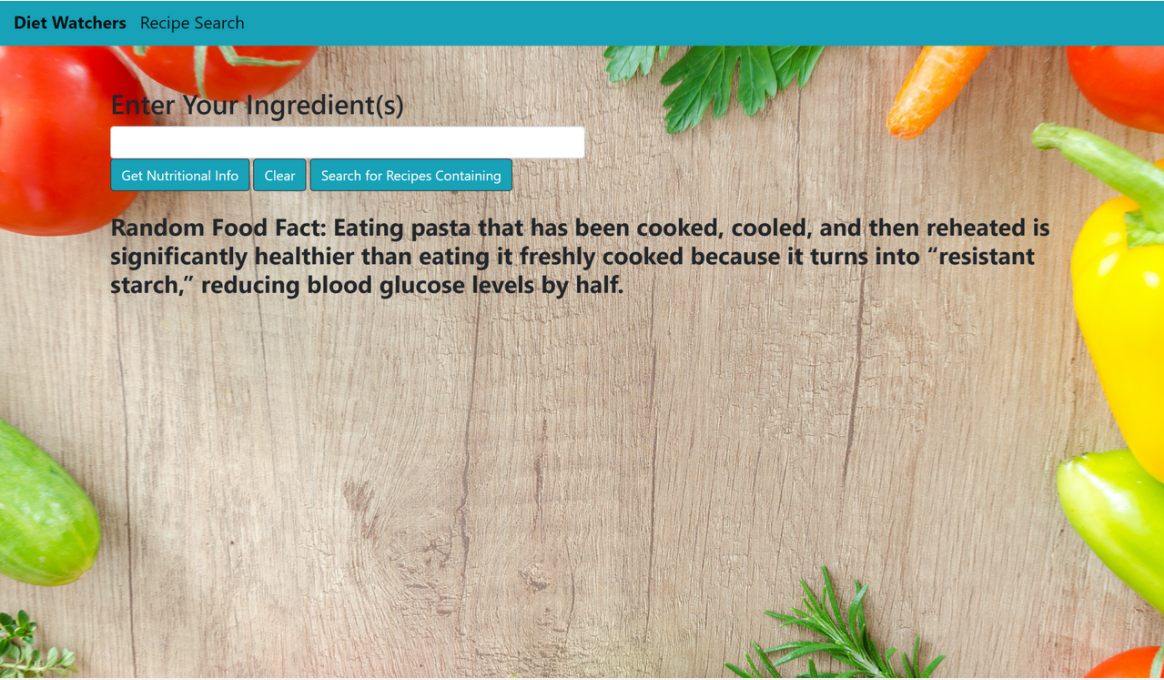 Diet Watchers Recipe Search
Enter Your Ingredient(s)
Get Nutritional Info Clear Search for Recipes Containing
Random Food Fact: Eating pasta that has been cooked, cooled, and then reheated is
significantly healthier than eating it freshly cooked because it turns into “resistant
starch,” reducing blood glucose levels by half.